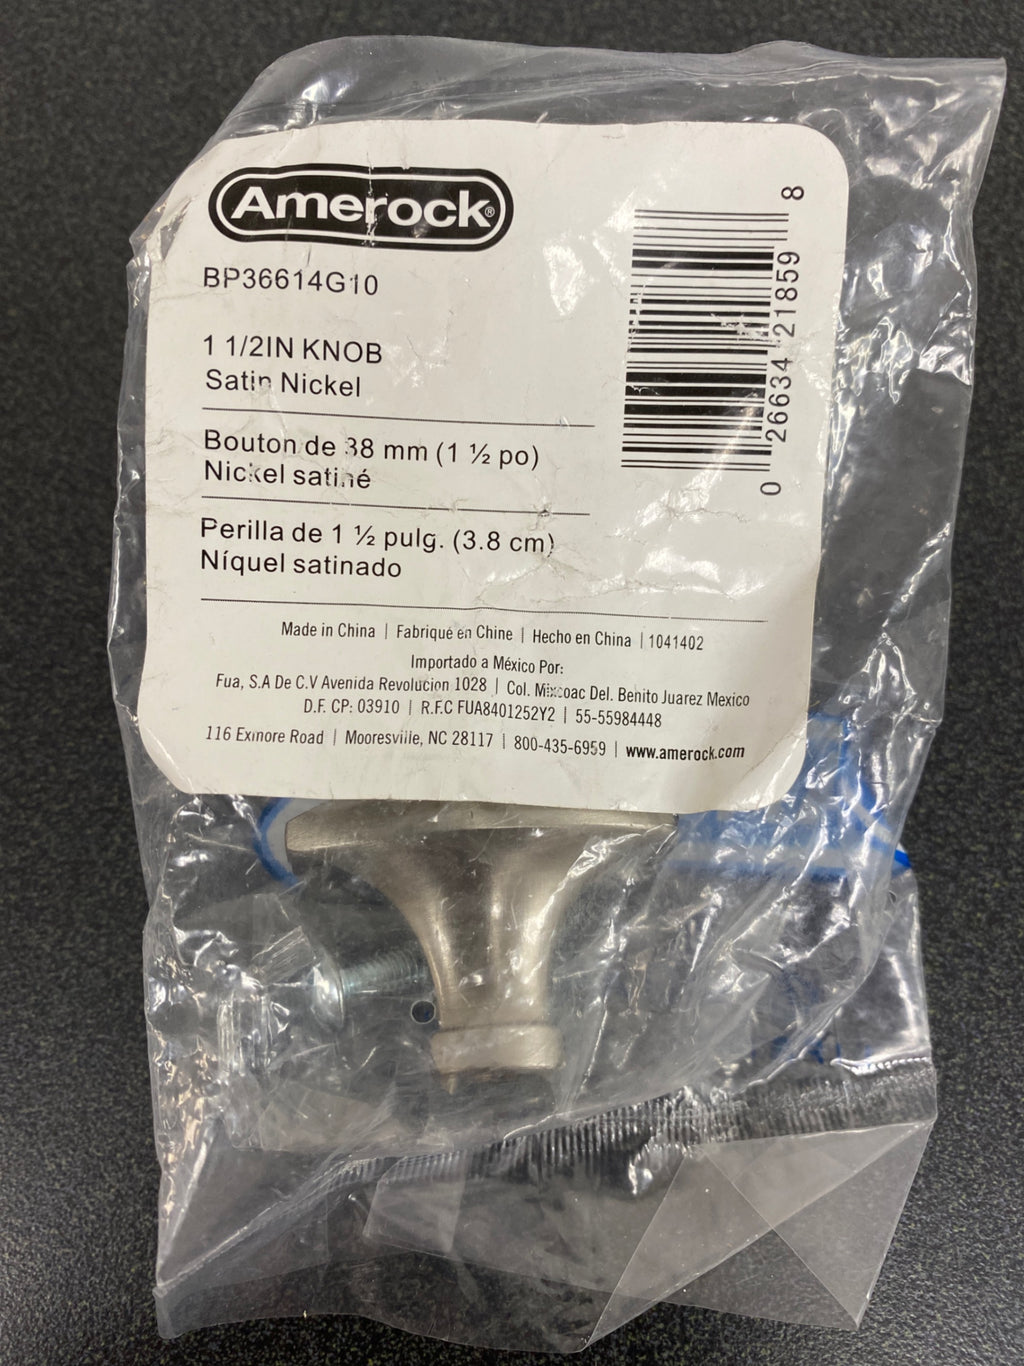 Amerock®
BP36614G10
1 1/2IN KNOB
Satin Nickel
Bouton de 38 mm (1 ½ po)
Nickel satiné
Perilla de 1 ½ pulg. (3.8 cm)
Níquel satinado
Made in China | Fabriqué en Chine | Hecho en China | 1041402
Importado a México Por:
Fua, S.A De C.V Avenida Revolucion 1028 | Col. Mixcoac Del. Benito Juarez Mexico
D.F. CP: 03910 | R.F.C FUA8401252Y2 | 55-55984448
116 Exmore Road | Mooresville, NC 28117 | 800-435-6959 | www.amerock.com
0 26634 21859 8